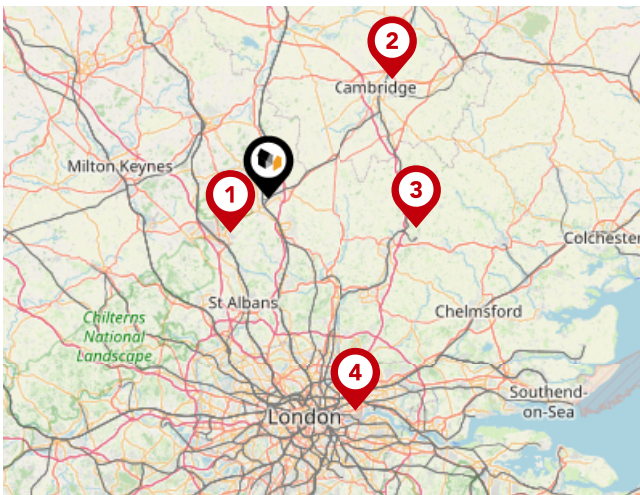 2
Cambridge
Milton Keynes
1
3
Colchester
St Albans
Chilterns
National
Landscape
Chelmsford
4
London
Southend-
on-Sea